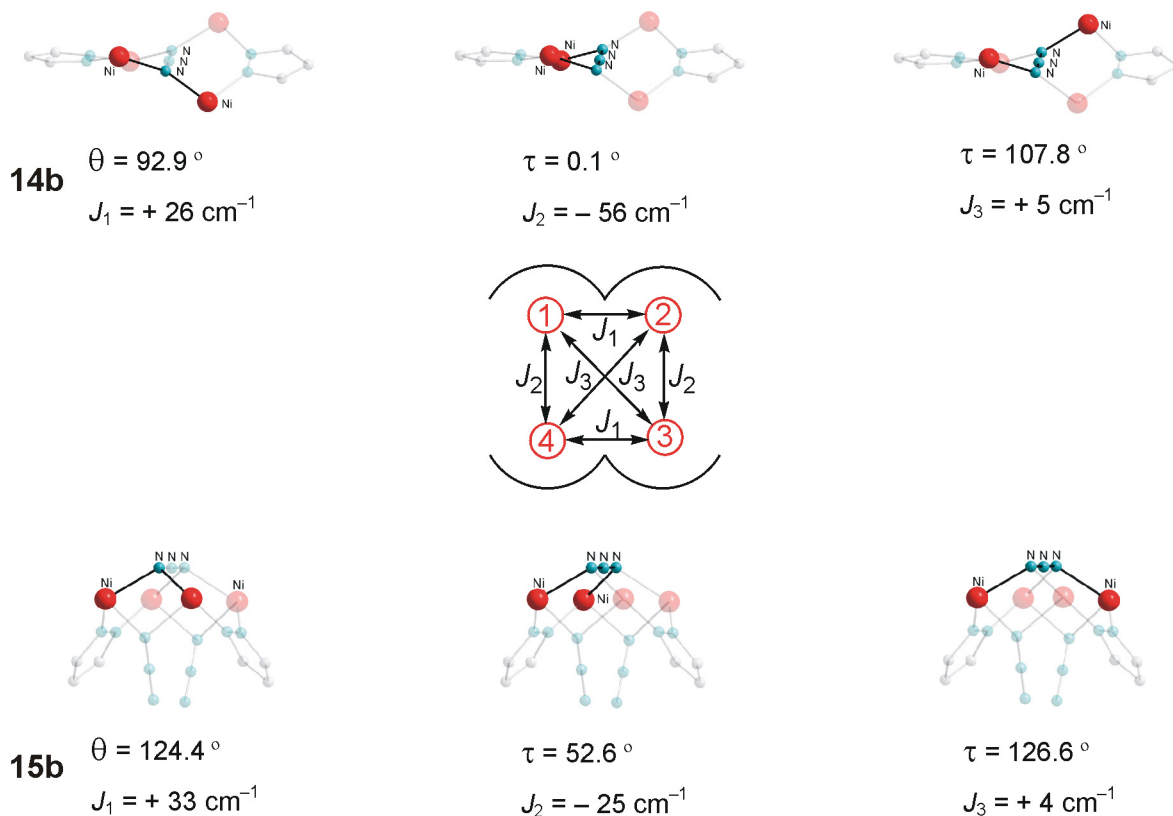 Ni N N N Ni
Ni Ni N N N
Ni N N N Ni
θ = 92.9 °
τ = 0.1 °
τ = 107.8 °
14b
J₁ = + 26 cm⁻¹
J₂ = − 56 cm⁻¹
J₃ = + 5 cm⁻¹
1 J₁ 2
J₂ J₃ J₃ J₂
4 J₁ 3
N N N
Ni Ni
N N N
Ni Ni
N N N
Ni Ni
θ = 124.4 °
τ = 52.6 °
τ = 126.6 °
15b
J₁ = + 33 cm⁻¹
J₂ = − 25 cm⁻¹
J₃ = + 4 cm⁻¹